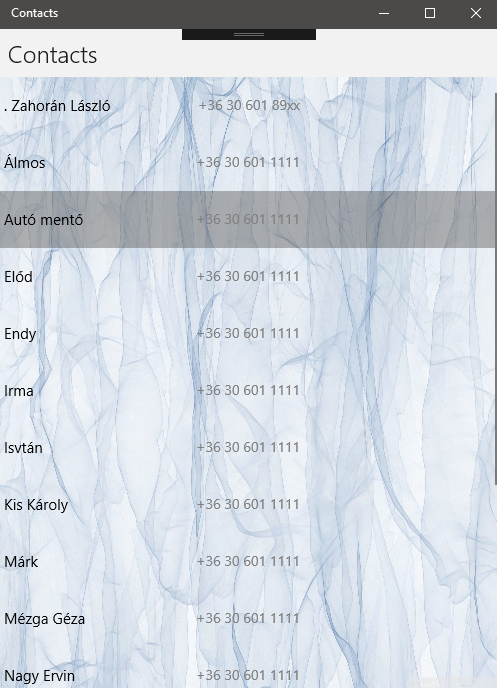 Contacts
Contacts
. Zahorán László +36 30 601 89xx
Álmos +36 30 601 1111
Autó mentó +36 30 601 1111
Előd +36 30 601 1111
Endy +36 30 601 1111
Irma +36 30 601 1111
Isvtán +36 30 601 1111
Kis Károly +36 30 601 1111
Márk +36 30 601 1111
Mézga Géza +36 30 601 1111
Nagy Ervin +36 30 601 1111